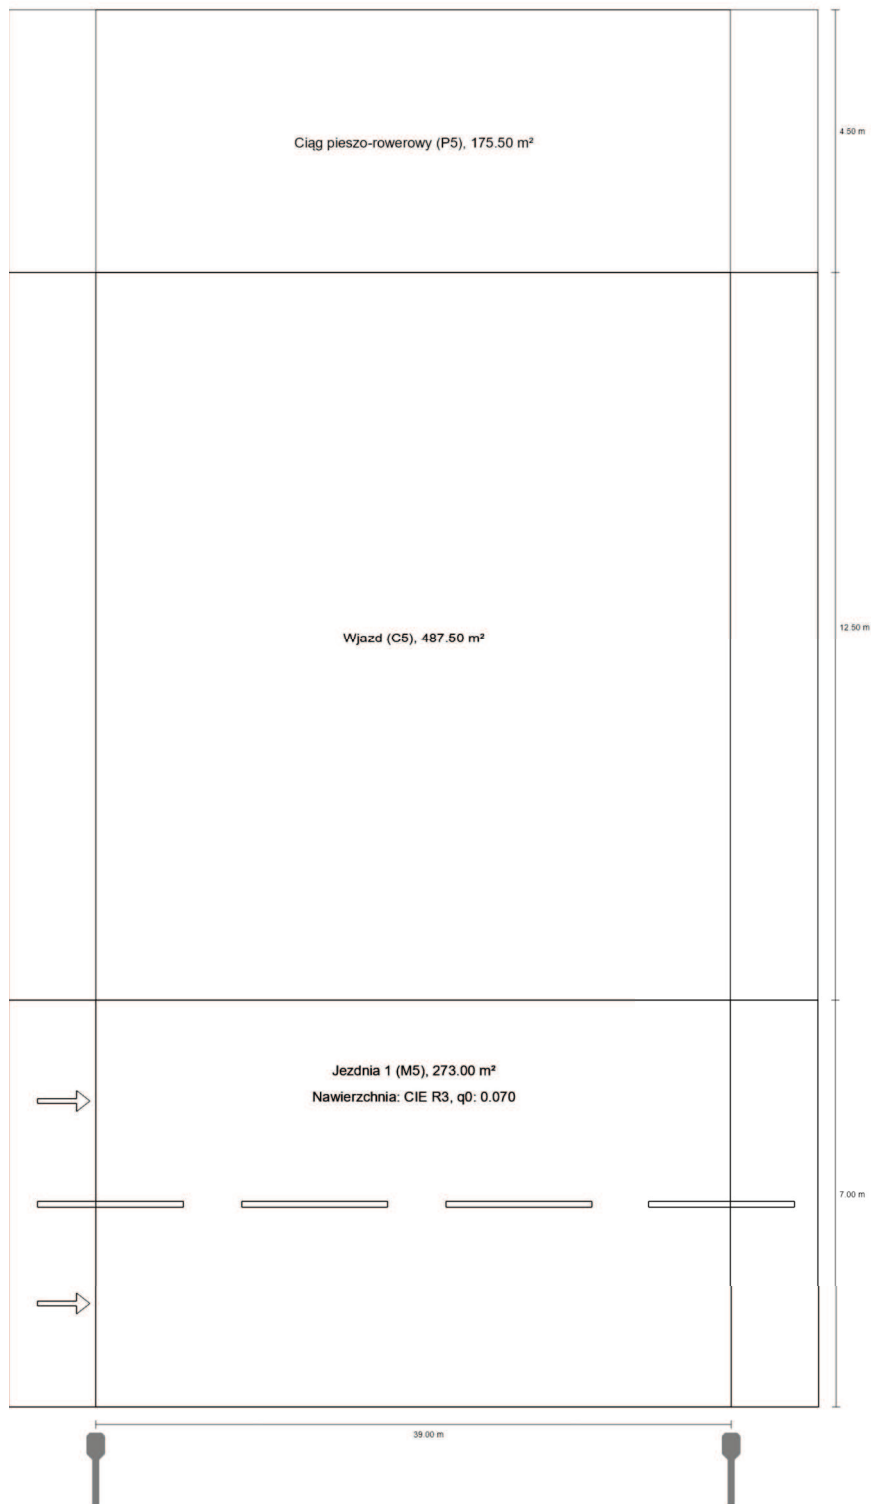 Ciąg pieszo-rowerowy (P5), 175.50 m²
4.50 m
Wjazd (C5), 487.50 m²
12.50 m
Jezdnia 1 (M5), 273.00 m²
Nawierzchnia: CIE R3, q0: 0.070
7.00 m
39.00 m